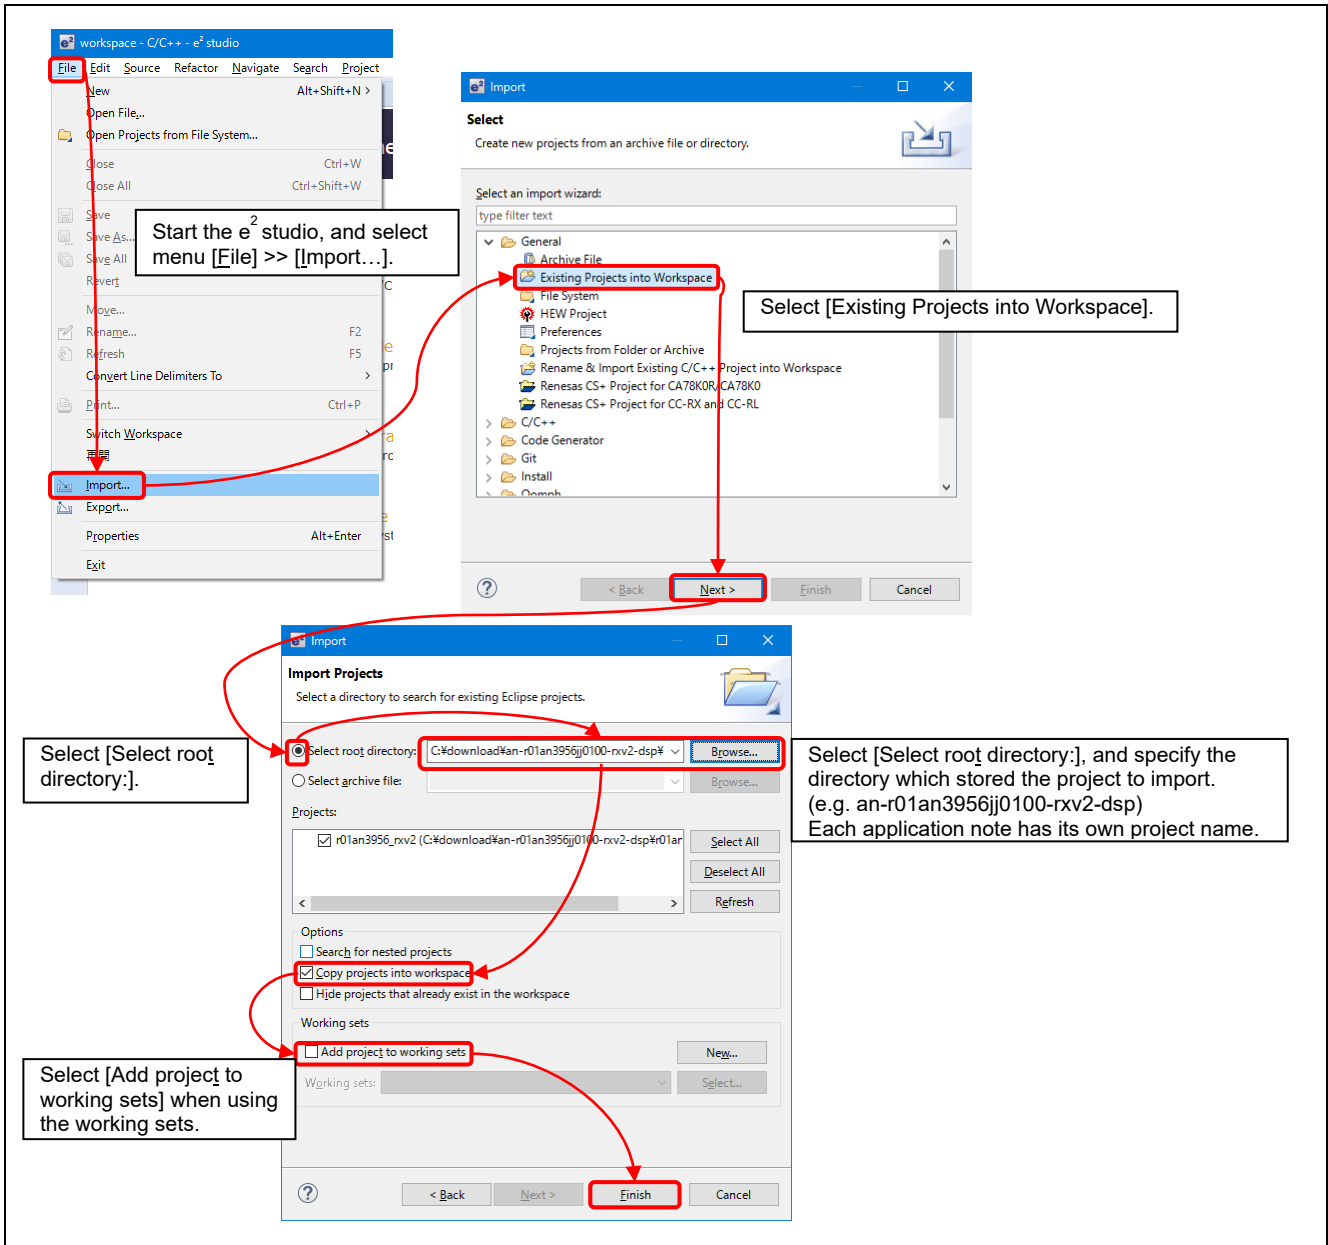 workspace - C/C++ - e² studio
File Edit Source Refactor Navigate Search Project
New Alt+Shift+N >
Open File...
Open Projects from File System...
Close Ctrl+W
Close All Ctrl+Shift+W
Save
Save As...
Save All
Revert
Move...
Rename... F2
Refresh F5
Convert Line Delimiters To >
Print... Ctrl+P
Switch Workspace >
再開
Import...
Export...
Properties Alt+Enter
Exit
Start the e² studio, and select
menu [File] >> [Import…].
Import
Select
Create new projects from an archive file or directory.
Select an import wizard:
type filter text
General
Archive File
Existing Projects into Workspace
File System
HEW Project
Preferences
Projects from Folder or Archive
Rename & Import Existing C/C++ Project into Workspace
Renesas CS+ Project for CA78K0R/CA78K0
Renesas CS+ Project for CC-RX and CC-RL
C/C++
Code Generator
Git
Install
Oomph
< Back Next > Finish Cancel
Select [Existing Projects into Workspace].
Import
Import Projects
Select a directory to search for existing Eclipse projects.
Select root directory: C:¥download¥an-r01an3956jj0100-rxv2-dsp¥ Browse...
Select archive file: Browse...
Projects:
r01an3956_rxv2 (C:¥download¥an-r01an3956jj0100-rxv2-dsp¥r01ar
Select All
Deselect All
Refresh
Options
Search for nested projects
Copy projects into workspace
Hide projects that already exist in the workspace
Working sets
Add project to working sets New...
Working sets: Select...
< Back Next > Finish Cancel
Select [Select root
directory:].
Select [Select root directory:], and specify the
directory which stored the project to import.
(e.g. an-r01an3956jj0100-rxv2-dsp)
Each application note has its own project name.
Select [Add project to
working sets] when using
the working sets.